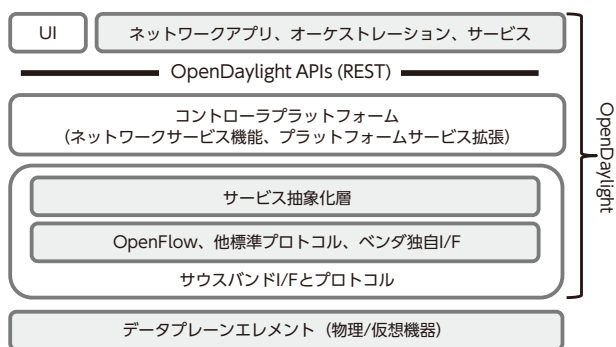 UI
ネットワークアプリ、オーケストレーション、サービス
OpenDaylight APIs (REST)
コントローラプラットフォーム
(ネットワークサービス機能、プラットフォームサービス拡張)
サービス抽象化層
OpenFlow、他標準プロトコル、ベンダ独自I/F
サウスバンドI/Fとプロトコル
データプレーンエレメント (物理/仮想機器)
OpenDaylight